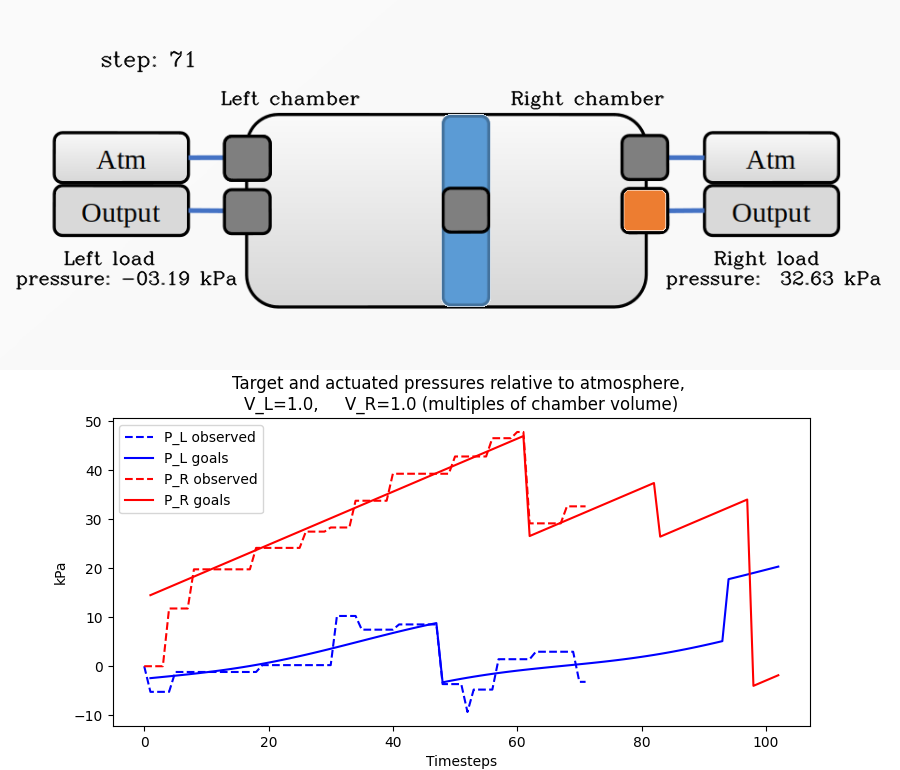 step: 71
Left chamber
Right chamber
Atm
Atm
Output
Output
Left load
pressure: -03.19 kPa
Right load
pressure:  32.63 kPa
Target and actuated pressures relative to atmosphere,
V_L=1.0,     V_R=1.0 (multiples of chamber volume)
P_L observed
P_L goals
P_R observed
P_R goals
50
40
30
20
10
0
−10
kPa
0 20 40 60 80 100
Timesteps